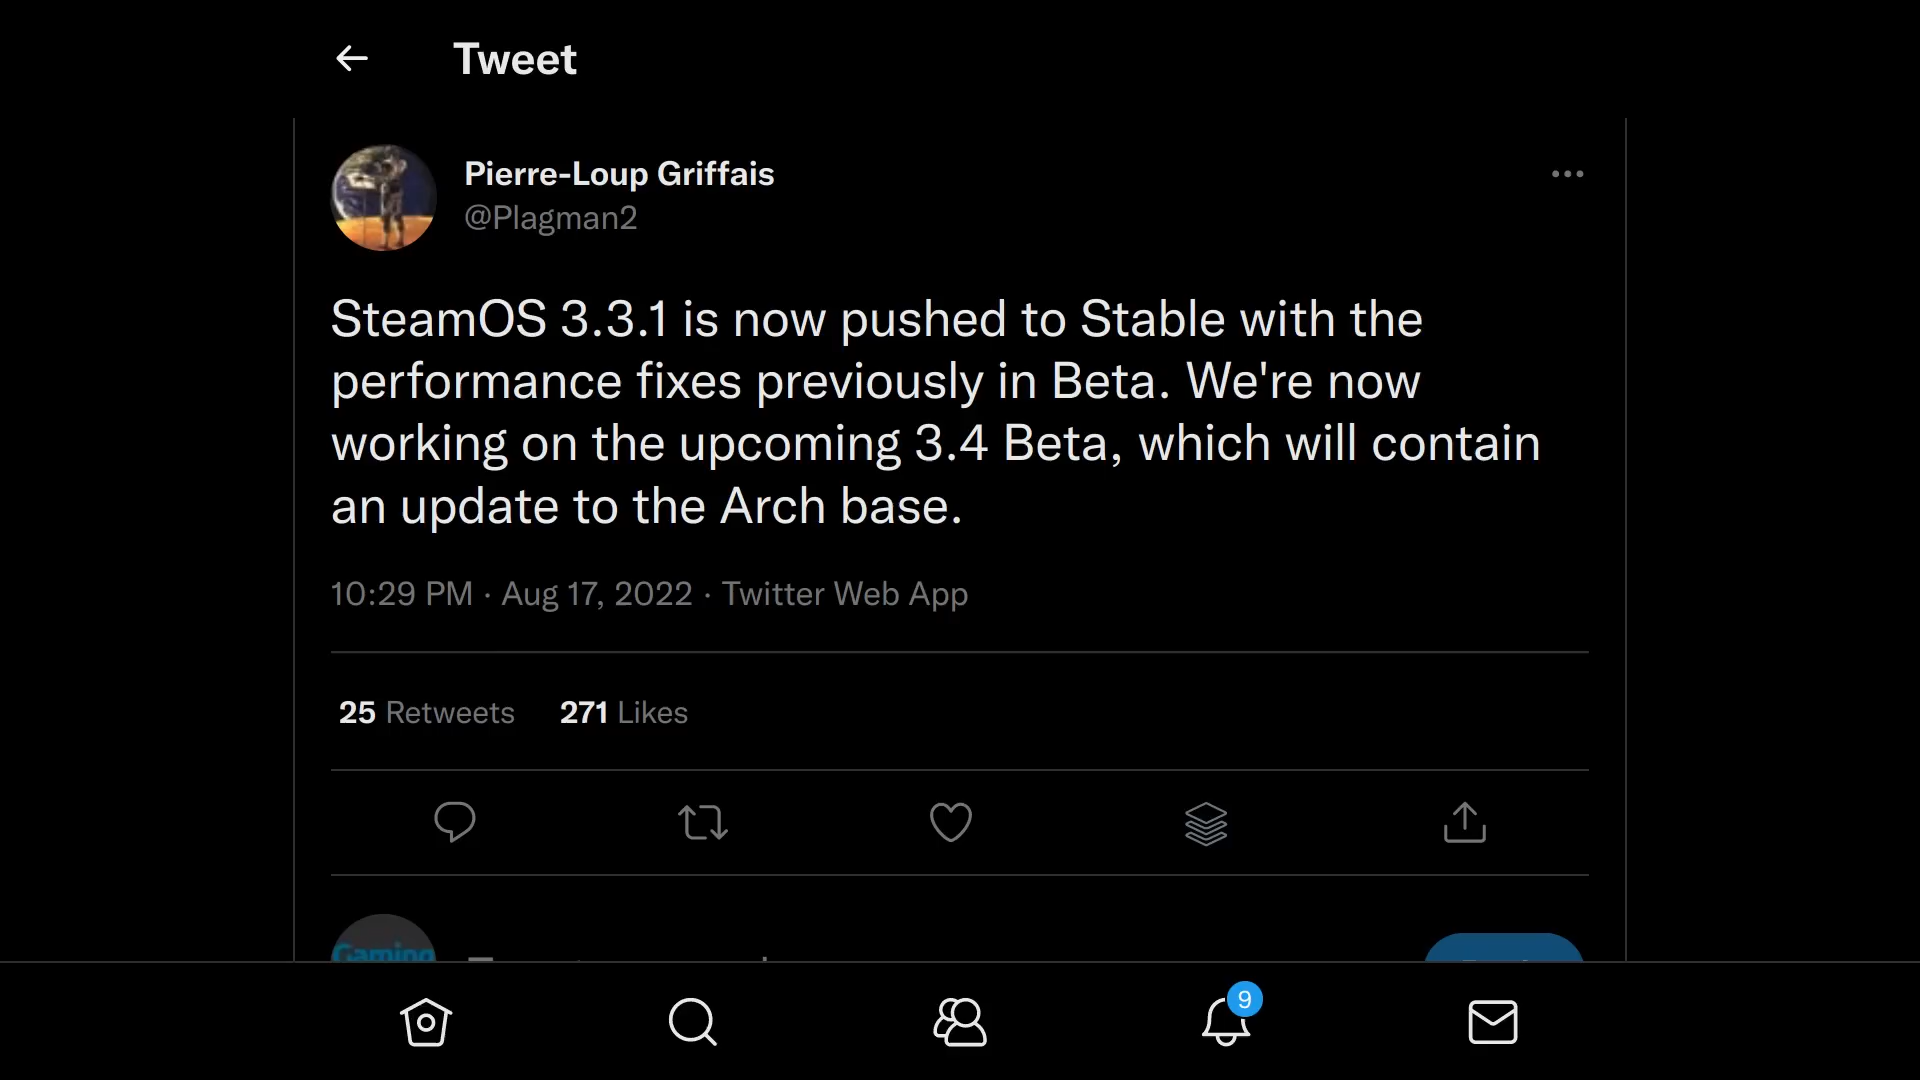 Tweet
Pierre-Loup Griffais
@Plagman2
SteamOS 3.3.1 is now pushed to Stable with the
performance fixes previously in Beta. We're now
working on the upcoming 3.4 Beta, which will contain
an update to the Arch base.
10:29 PM · Aug 17, 2022 · Twitter Web App
25 Retweets 271 Likes
Gaming
9